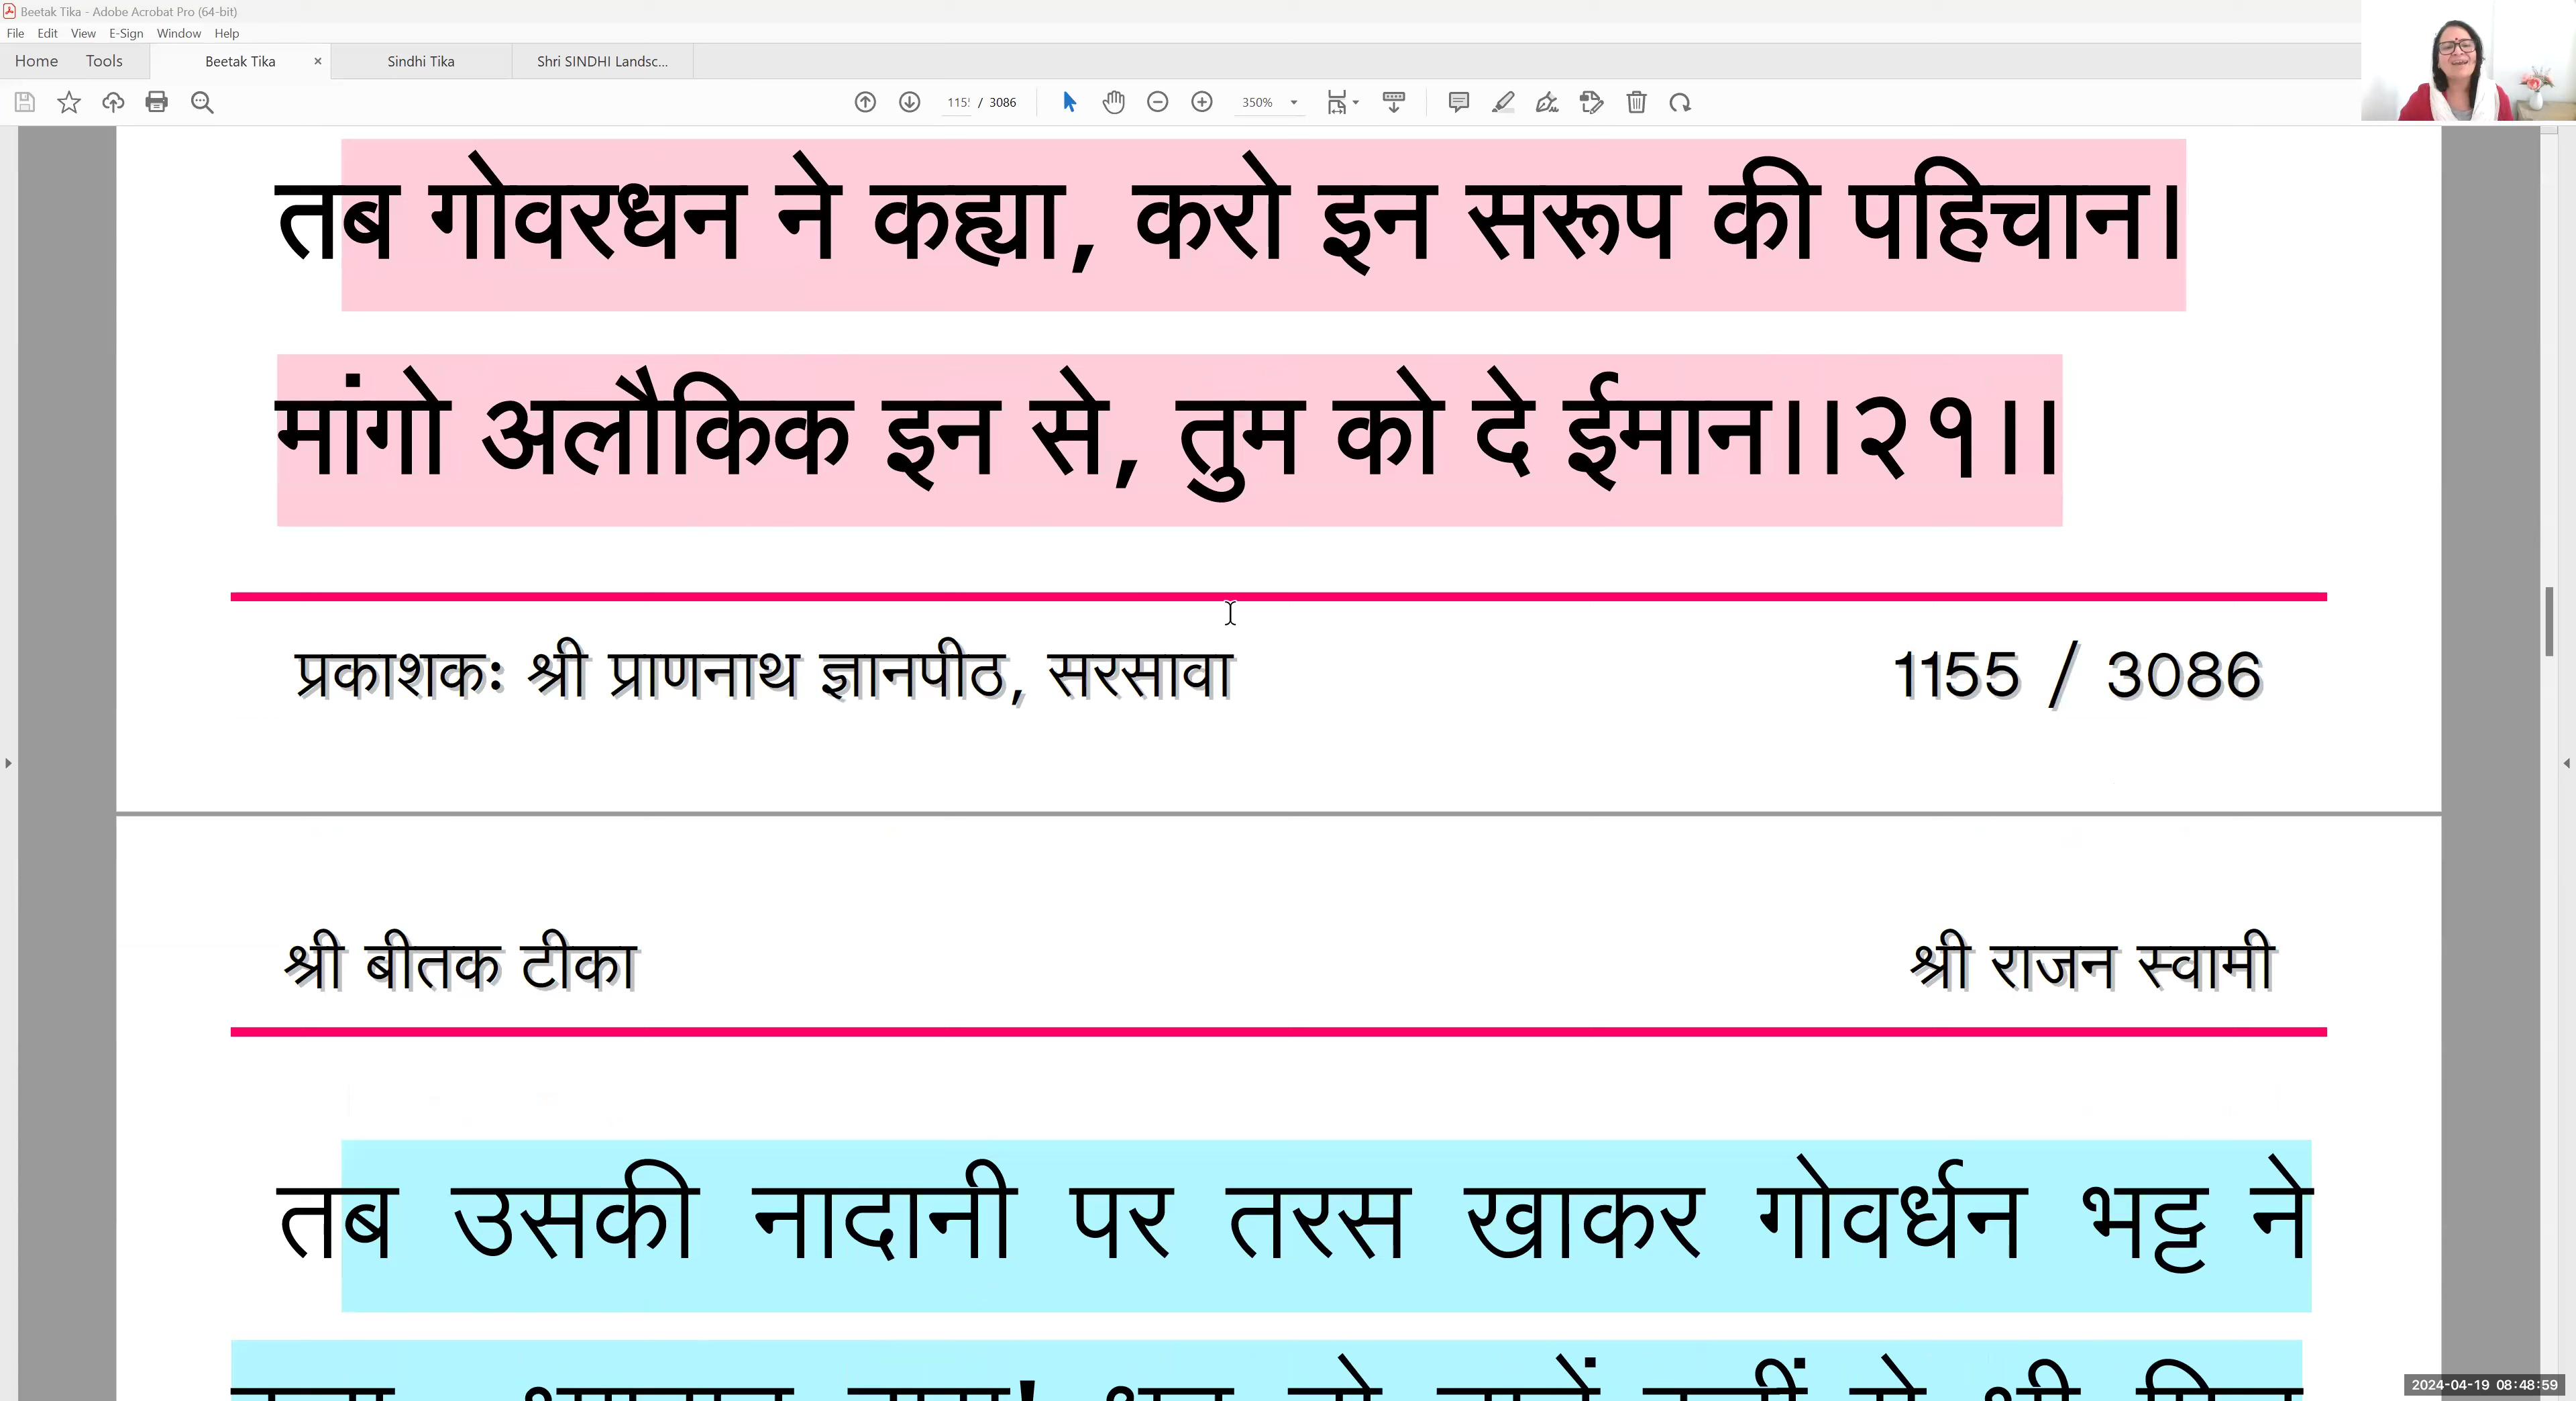 Beetak Tika - Adobe Acrobat Pro (64-bit)
File Edit View E-Sign Window Help
Home Tools Beetak Tika × Sindhi Tika Shri SINDHI Landsc...
115 / 3086 350%
तब गोवरधन ने कह्या, करो इन सरूप की पहिचान।
मांगो अलौकिक इन से, तुम को दे ईमान।।२१।।
प्रकाशकः श्री प्राणनाथ ज्ञानपीठ, सरसावा 1155 / 3086
श्री बीतक टीका श्री राजन स्वामी
तब उसकी नादानी पर तरस खाकर गोवर्धन भट्ट ने
2024-04-19 08:48:59